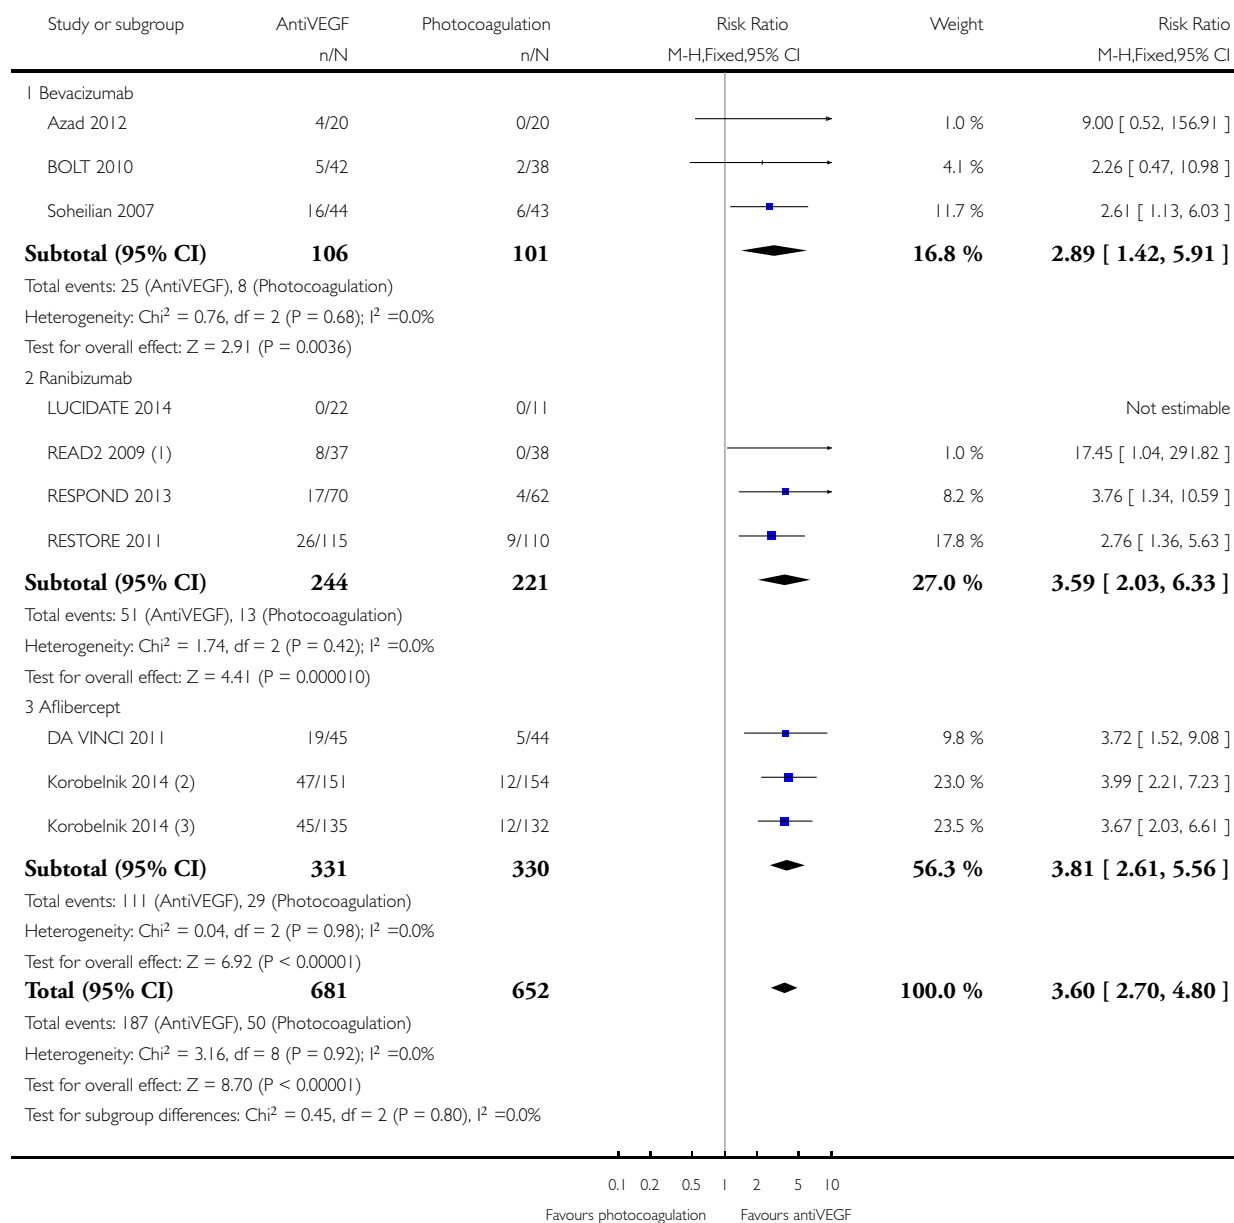 Study or subgroup AntiVEGF Photocoagulation Risk Ratio Weight Risk Ratio
n/N n/N M-H,Fixed,95% CI M-H,Fixed,95% CI
1 Bevacizumab
Azad 2012 4/20 0/20 1.0 % 9.00 [ 0.52, 156.91 ]
BOLT 2010 5/42 2/38 4.1 % 2.26 [ 0.47, 10.98 ]
Soheilian 2007 16/44 6/43 11.7 % 2.61 [ 1.13, 6.03 ]
Subtotal (95% CI) 106 101 16.8 % 2.89 [ 1.42, 5.91 ]
Total events: 25 (AntiVEGF), 8 (Photocoagulation)
Heterogeneity: Chi² = 0.76, df = 2 (P = 0.68); I² =0.0%
Test for overall effect: Z = 2.91 (P = 0.0036)
2 Ranibizumab
LUCIDATE 2014 0/22 0/11 Not estimable
READ2 2009 (1) 8/37 0/38 1.0 % 17.45 [ 1.04, 291.82 ]
RESPOND 2013 17/70 4/62 8.2 % 3.76 [ 1.34, 10.59 ]
RESTORE 2011 26/115 9/110 17.8 % 2.76 [ 1.36, 5.63 ]
Subtotal (95% CI) 244 221 27.0 % 3.59 [ 2.03, 6.33 ]
Total events: 51 (AntiVEGF), 13 (Photocoagulation)
Heterogeneity: Chi² = 1.74, df = 2 (P = 0.42); I² =0.0%
Test for overall effect: Z = 4.41 (P = 0.000010)
3 Aflibercept
DA VINCI 2011 19/45 5/44 9.8 % 3.72 [ 1.52, 9.08 ]
Korobelnik 2014 (2) 47/151 12/154 23.0 % 3.99 [ 2.21, 7.23 ]
Korobelnik 2014 (3) 45/135 12/132 23.5 % 3.67 [ 2.03, 6.61 ]
Subtotal (95% CI) 331 330 56.3 % 3.81 [ 2.61, 5.56 ]
Total events: 111 (AntiVEGF), 29 (Photocoagulation)
Heterogeneity: Chi² = 0.04, df = 2 (P = 0.98); I² =0.0%
Test for overall effect: Z = 6.92 (P < 0.00001)
Total (95% CI) 681 652 100.0 % 3.60 [ 2.70, 4.80 ]
Total events: 187 (AntiVEGF), 50 (Photocoagulation)
Heterogeneity: Chi² = 3.16, df = 8 (P = 0.92); I² =0.0%
Test for overall effect: Z = 8.70 (P < 0.00001)
Test for subgroup differences: Chi² = 0.45, df = 2 (P = 0.80), I² =0.0%
0.1 0.2 0.5 1 2 5 10
Favours photocoagulation Favours antiVEGF